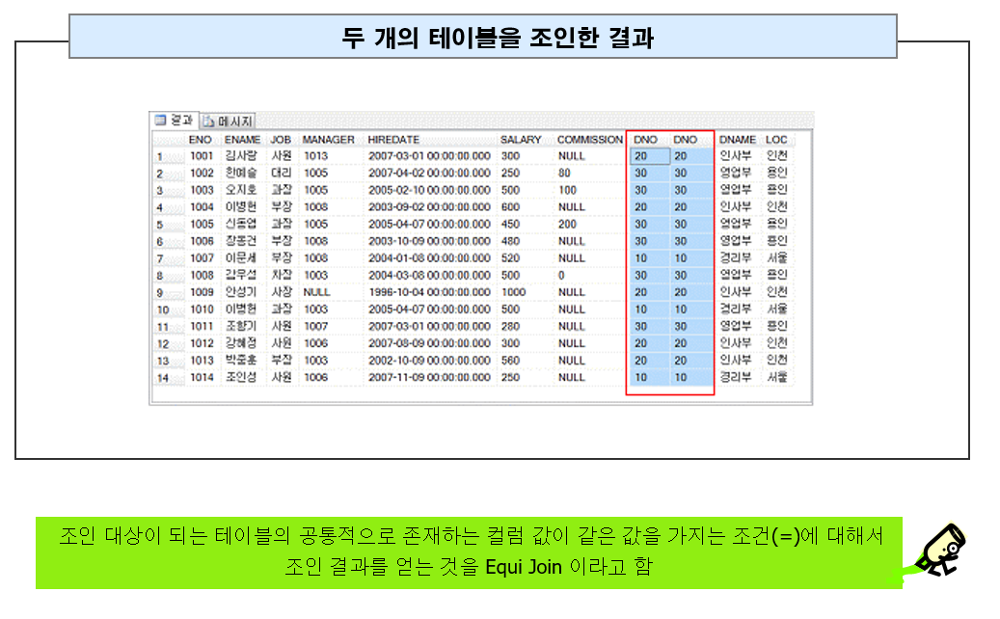 두 개의 테이블을 조인한 결과
결과 메시지
ENO ENAME JOB MANAGER HIREDATE SALARY COMMISSION DNO DNO DNAME LOC
1 1001 김사랑 사원 1013 2007-03-01 00:00:00.000 300 NULL 20 20 인사부 인천
2 1002 한예슬 대리 1005 2007-04-02 00:00:00.000 250 80 30 30 영업부 용인
3 1003 오지호 과장 1005 2005-02-10 00:00:00.000 500 100 30 30 영업부 용인
4 1004 이병헌 부장 1008 2003-09-02 00:00:00.000 600 NULL 20 20 인사부 인천
5 1005 신동엽 과장 1005 2005-04-07 00:00:00.000 450 200 30 30 영업부 용인
6 1006 장동건 부장 1008 2003-10-09 00:00:00.000 480 NULL 30 30 영업부 용인
7 1007 이문세 부장 1008 2004-01-08 00:00:00.000 520 NULL 10 10 경리부 서울
8 1008 감우성 차장 1003 2004-03-08 00:00:00.000 500 0 30 30 영업부 용인
9 1009 안성기 사장 NULL 1996-10-04 00:00:00.000 1000 NULL 20 20 인사부 인천
10 1010 이병헌 과장 1003 2005-04-07 00:00:00.000 500 NULL 10 10 경리부 서울
11 1011 조향기 사원 1007 2007-03-01 00:00:00.000 280 NULL 30 30 영업부 용인
12 1012 강혜정 사원 1006 2007-08-09 00:00:00.000 300 NULL 20 20 인사부 인천
13 1013 박중훈 부장 1003 2002-10-09 00:00:00.000 560 NULL 20 20 인사부 인천
14 1014 조인성 사원 1006 2007-11-09 00:00:00.000 250 NULL 10 10 경리부 서울
조인 대상이 되는 테이블의 공통적으로 존재하는 컬럼 값이 같은 값을 가지는 조건(=)에 대해서
조인 결과를 얻는 것을 Equi Join 이라고 함